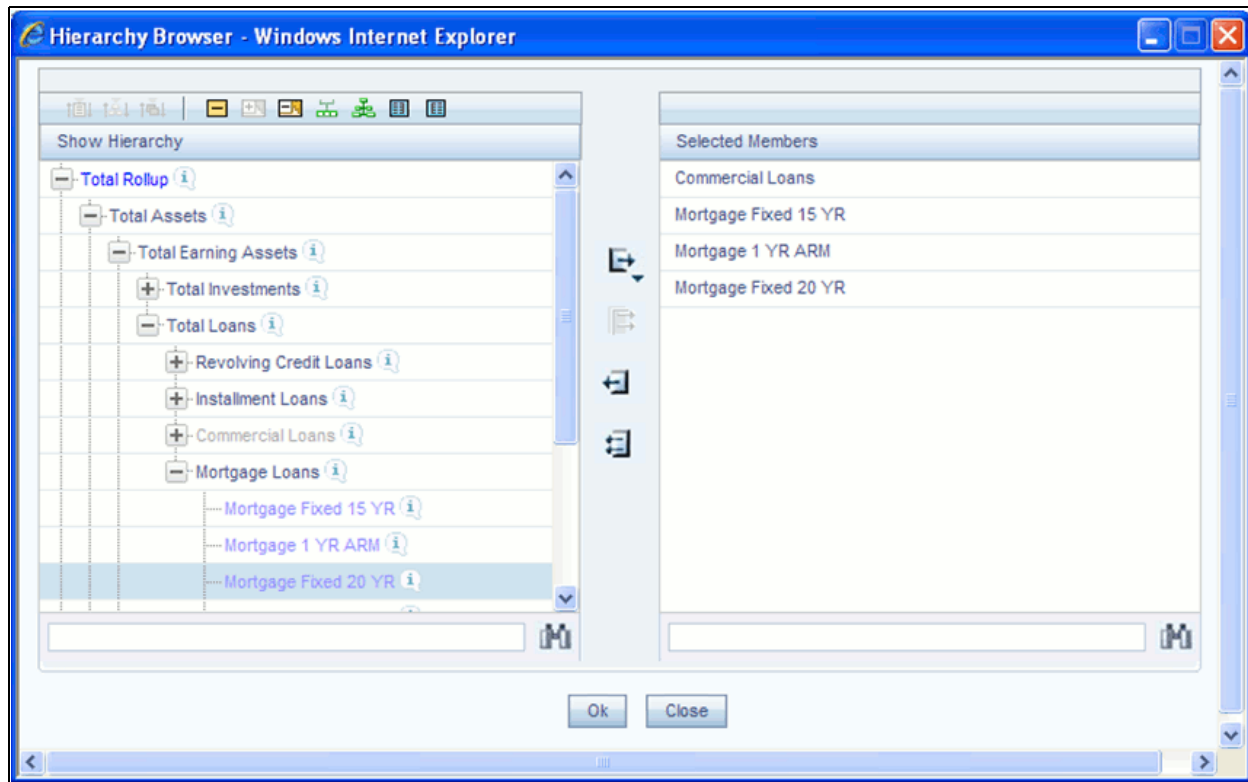 Hierarchy Browser - Windows Internet Explorer
Show Hierarchy
Total Rollup
Total Assets
Total Earning Assets
Total Investments
Total Loans
Revolving Credit Loans
Installment Loans
Commercial Loans
Mortgage Loans
Mortgage Fixed 15 YR
Mortgage 1 YR ARM
Mortgage Fixed 20 YR
Selected Members
Commercial Loans
Mortgage Fixed 15 YR
Mortgage 1 YR ARM
Mortgage Fixed 20 YR
Ok Close